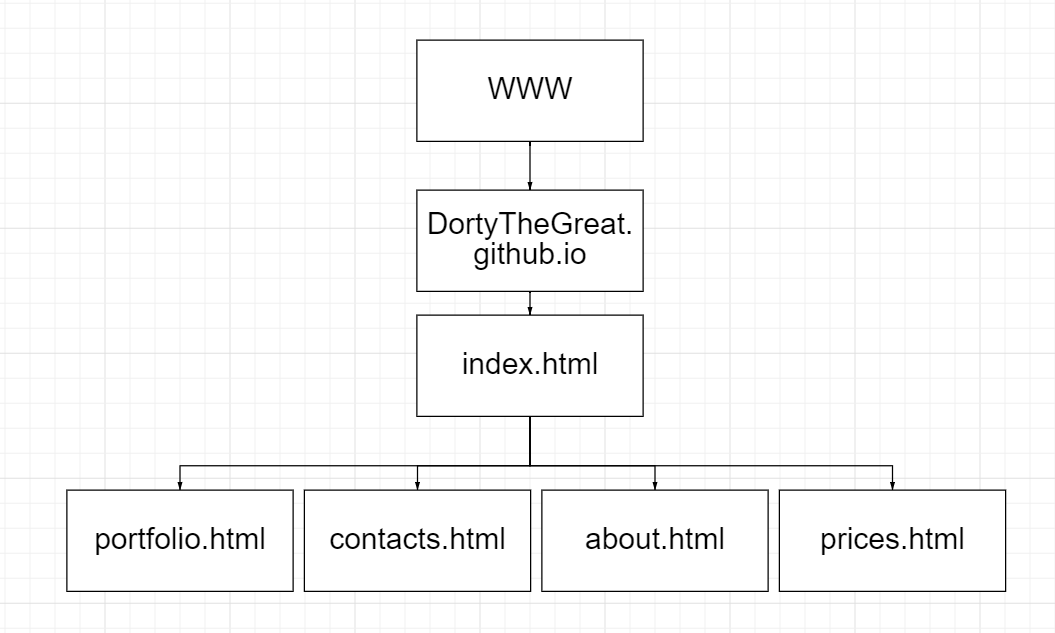 WWW
DortyTheGreat.
github.io
index.html
portfolio.html
contacts.html
about.html
prices.html